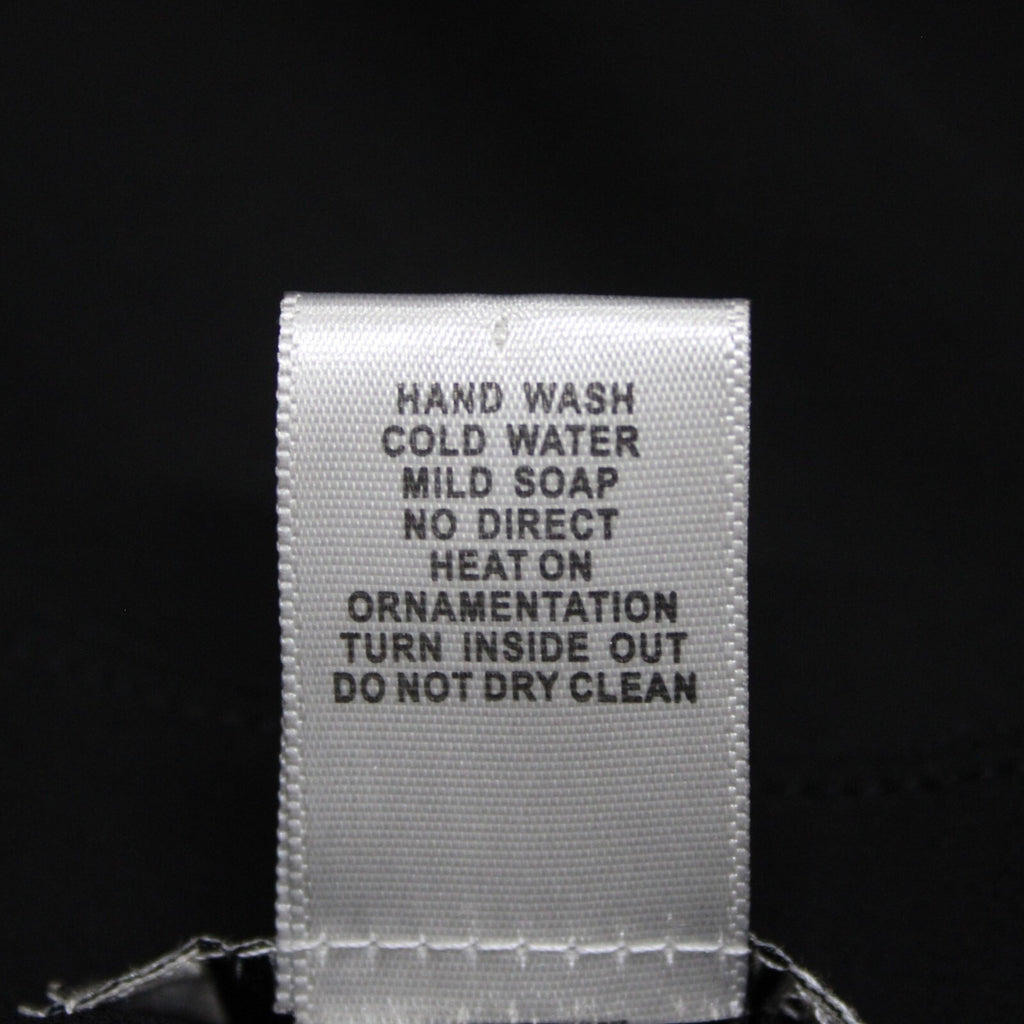 HAND WASH
COLD WATER
MILD SOAP
NO DIRECT
HEAT ON
ORNAMENTATION
TURN INSIDE OUT
DO NOT DRY CLEAN